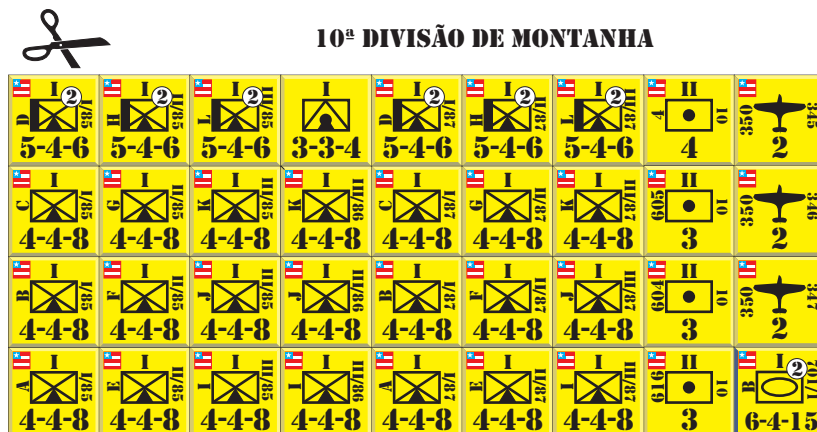 10ª DIVISÃO DE MONTANHA
I 2 I 2 I 2 I I 2 I 2 I 2 II
D I/85 H II/85 L III/85 D I/87 H II/87 L III/87 4 10 350 345
5-4-6 5-4-6 5-4-6 3-3-4 5-4-6 5-4-6 5-4-6 4 2
I I I I I I I II
C I/85 G II/85 K III/85 K III/86 C I/87 G II/87 K III/87 605 10 350 346
4-4-8 4-4-8 4-4-8 4-4-8 4-4-8 4-4-8 4-4-8 3 2
I I I I I I I II
B I/85 F II/85 J III/85 J III/86 B I/87 F II/87 J III/87 604 10 350 347
4-4-8 4-4-8 4-4-8 4-4-8 4-4-8 4-4-8 4-4-8 3 2
I I I I I I I II I 2
A I/85 E II/85 I III/85 I III/86 A I/87 E II/87 I III/87 616 10 B
4-4-8 4-4-8 4-4-8 4-4-8 4-4-8 4-4-8 4-4-8 3 6-4-15